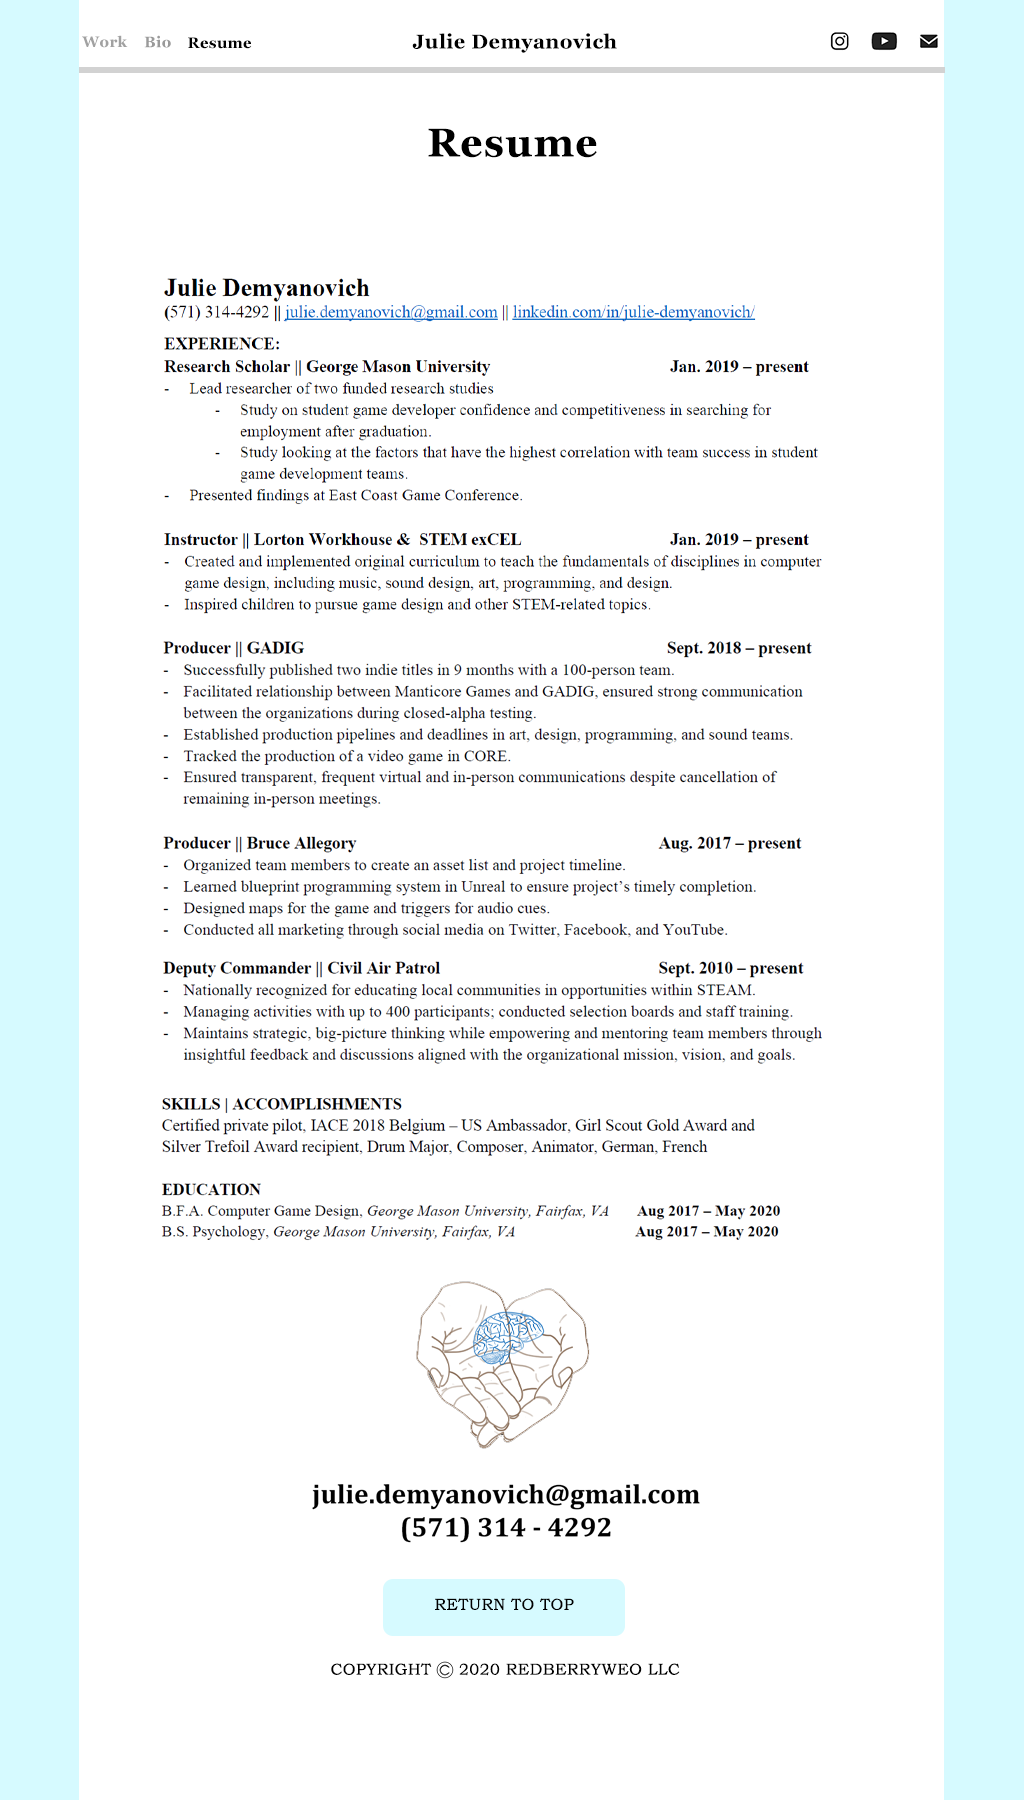 Work Bio Resume Julie Demyanovich
Resume
Julie Demyanovich
(571) 314-4292 || julie.demyanovich@gmail.com || linkedin.com/in/julie-demyanovich/
EXPERIENCE:
Research Scholar || George Mason University Jan. 2019 – present
- Lead researcher of two funded research studies
- Study on student game developer confidence and competitiveness in searching for
employment after graduation.
- Study looking at the factors that have the highest correlation with team success in student
game development teams.
- Presented findings at East Coast Game Conference.
Instructor || Lorton Workhouse & STEM exCEL Jan. 2019 – present
- Created and implemented original curriculum to teach the fundamentals of disciplines in computer
game design, including music, sound design, art, programming, and design.
- Inspired children to pursue game design and other STEM-related topics.
Producer || GADIG Sept. 2018 – present
- Successfully published two indie titles in 9 months with a 100-person team.
- Facilitated relationship between Manticore Games and GADIG, ensured strong communication
between the organizations during closed-alpha testing.
- Established production pipelines and deadlines in art, design, programming, and sound teams.
- Tracked the production of a video game in CORE.
- Ensured transparent, frequent virtual and in-person communications despite cancellation of
remaining in-person meetings.
Producer || Bruce Allegory Aug. 2017 – present
- Organized team members to create an asset list and project timeline.
- Learned blueprint programming system in Unreal to ensure project's timely completion.
- Designed maps for the game and triggers for audio cues.
- Conducted all marketing through social media on Twitter, Facebook, and YouTube.
Deputy Commander || Civil Air Patrol Sept. 2010 – present
- Nationally recognized for educating local communities in opportunities within STEAM.
- Managing activities with up to 400 participants; conducted selection boards and staff training.
- Maintains strategic, big-picture thinking while empowering and mentoring team members through
insightful feedback and discussions aligned with the organizational mission, vision, and goals.
SKILLS | ACCOMPLISHMENTS
Certified private pilot, IACE 2018 Belgium – US Ambassador, Girl Scout Gold Award and
Silver Trefoil Award recipient, Drum Major, Composer, Animator, German, French
EDUCATION
B.F.A. Computer Game Design, George Mason University, Fairfax, VA Aug 2017 – May 2020
B.S. Psychology, George Mason University, Fairfax, VA Aug 2017 – May 2020
julie.demyanovich@gmail.com
(571) 314 - 4292
RETURN TO TOP
COPYRIGHT © 2020 REDBERRYWEO LLC